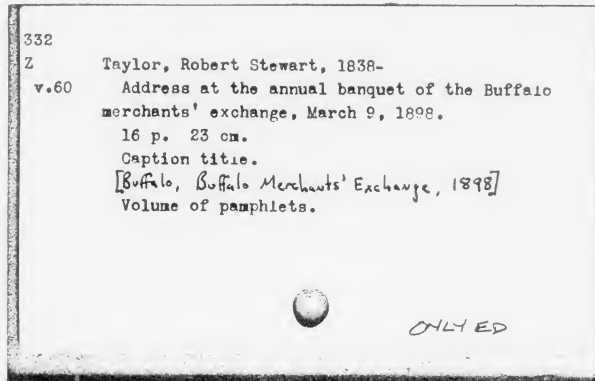 332
Z Taylor, Robert Stewart, 1838-
v.60 Address at the annual banquet of the Buffalo
merchants' exchange, March 9, 1898.
16 p. 23 cm.
Caption title.
[Buffalo, Buffalo Merchants' Exchange, 1898]
Volume of pamphlets.
ONLY ED